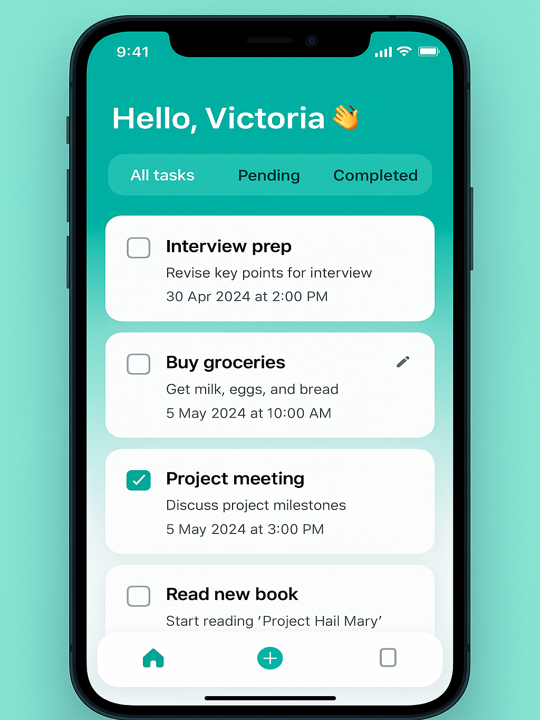 9:41
Hello, Victoria 👋
All tasks Pending Completed
Interview prep
Revise key points for interview
30 Apr 2024 at 2:00 PM
Buy groceries
Get milk, eggs, and bread
5 May 2024 at 10:00 AM
Project meeting
Discuss project milestones
5 May 2024 at 3:00 PM
Read new book
Start reading ‘Project Hail Mary’